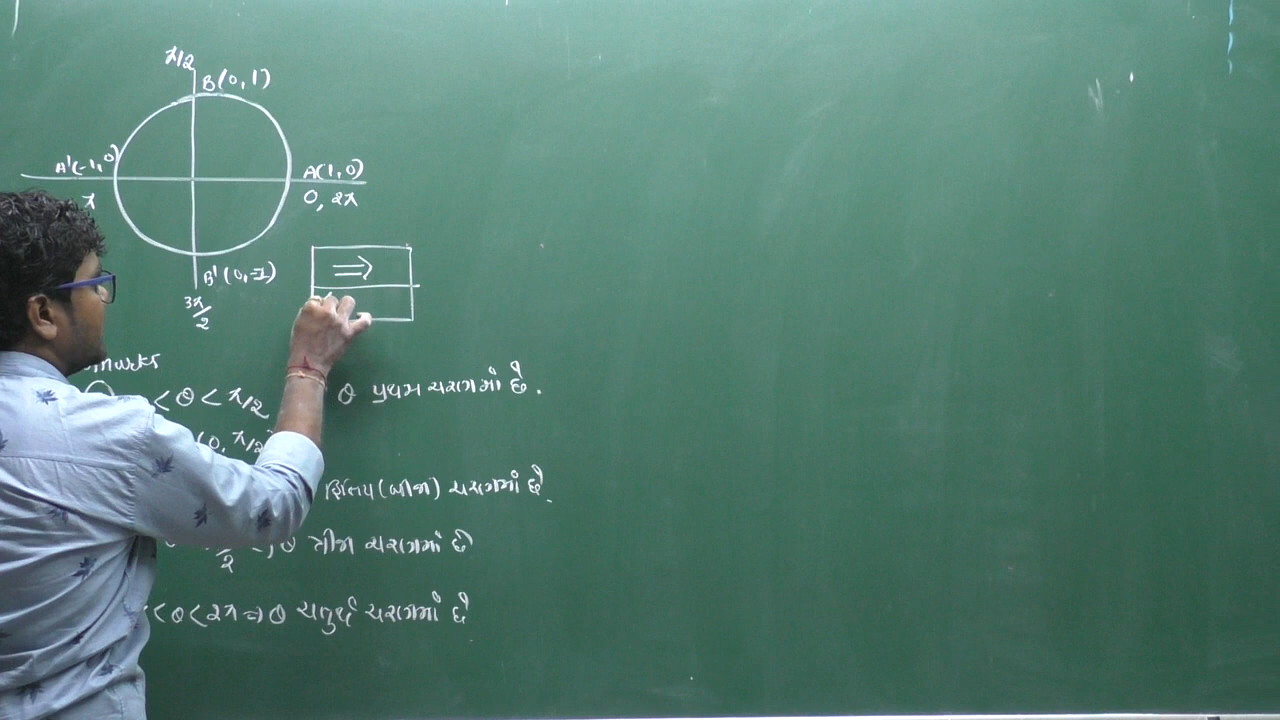 π/2
B(0, 1)
A'(-1, 0)
A(1, 0)
π
0, 2π
B'(0, -1)
3π/2
⇒
< θ < π/2 θ પ્રથમ ચરણમાં છે.
(0, π/2
દ્વિતીય (બીજા) ચરણમાં છે.
2 ⇒ θ ત્રીજા ચરણમાં છે
< θ < 2π ⇒ θ ચતુર્થ ચરણમાં છે